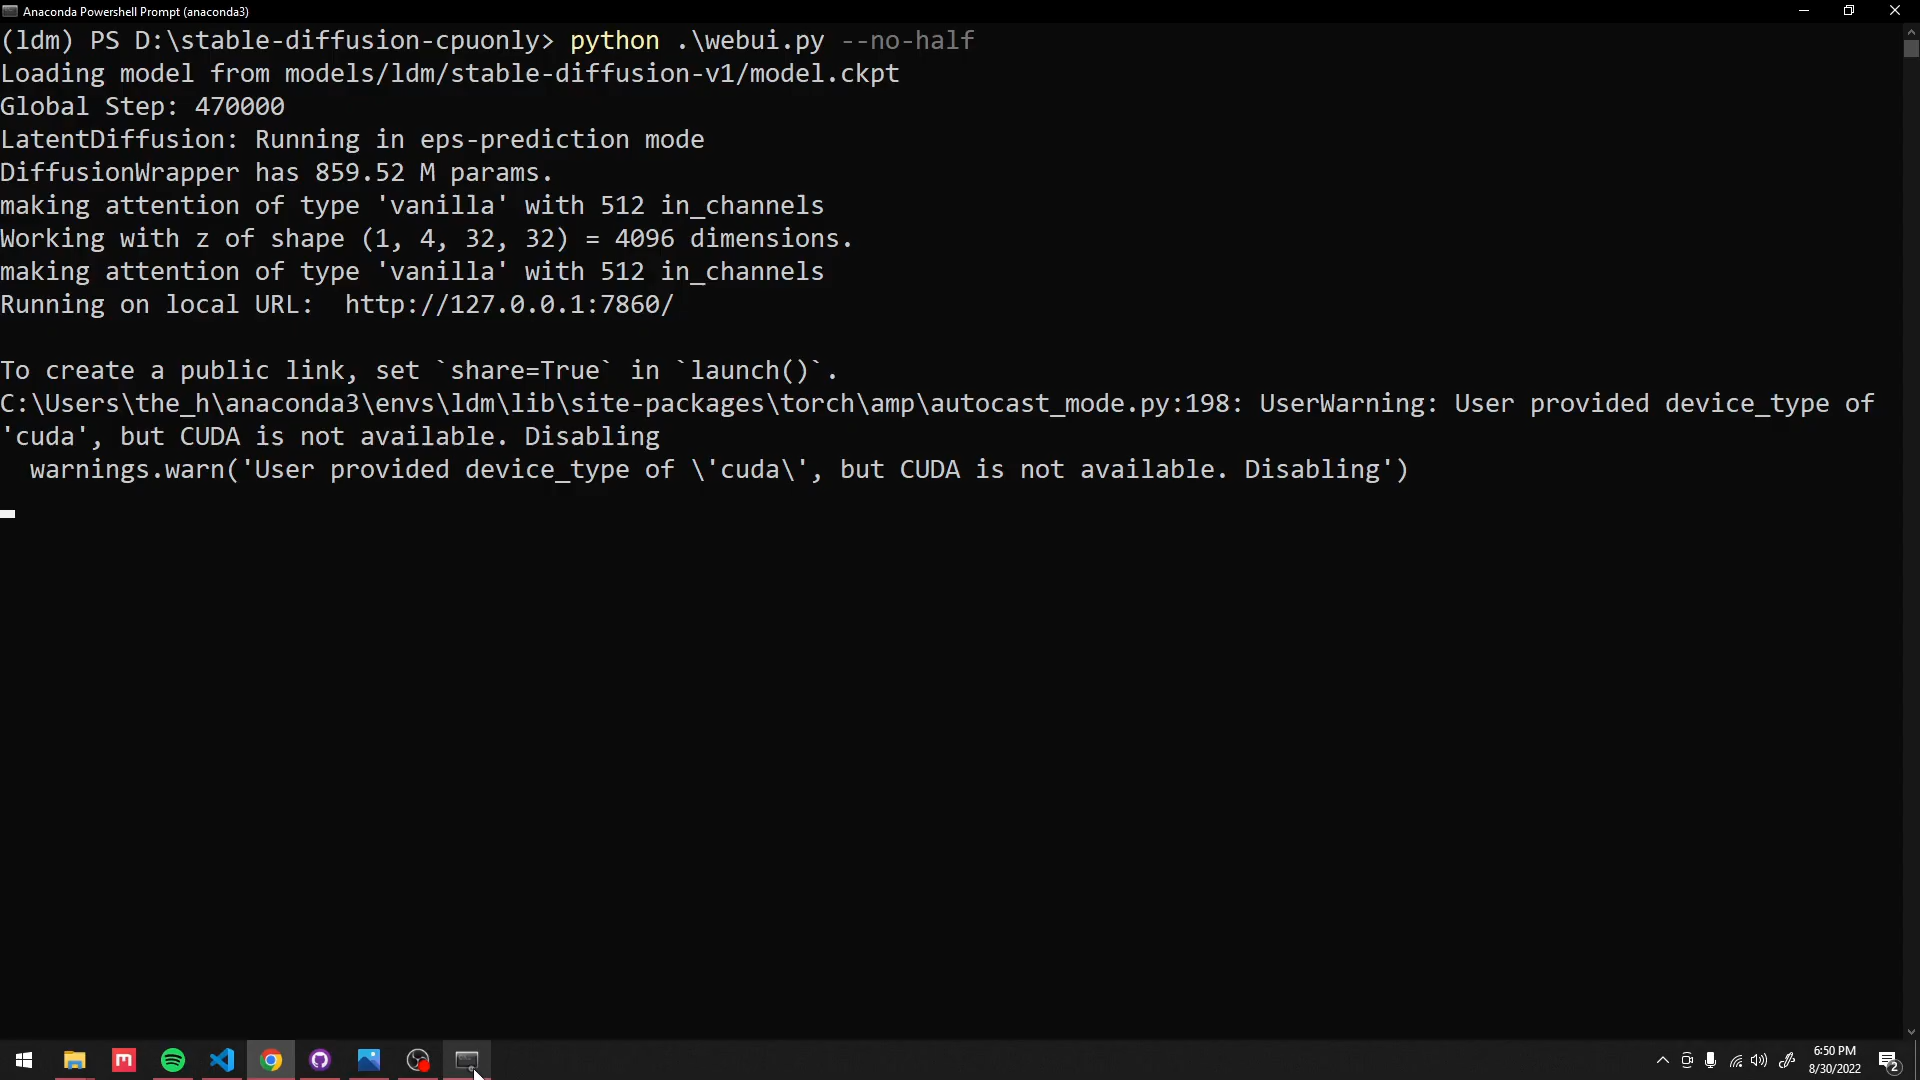 Anaconda Powershell Prompt (anaconda3)
(ldm) PS D:\stable-diffusion-cpuonly> python .\webui.py --no-half
Loading model from models/ldm/stable-diffusion-v1/model.ckpt
Global Step: 470000
LatentDiffusion: Running in eps-prediction mode
DiffusionWrapper has 859.52 M params.
making attention of type 'vanilla' with 512 in_channels
Working with z of shape (1, 4, 32, 32) = 4096 dimensions.
making attention of type 'vanilla' with 512 in_channels
Running on local URL:  http://127.0.0.1:7860/
To create a public link, set `share=True` in `launch()`.
C:\Users\the_h\anaconda3\envs\ldm\lib\site-packages\torch\amp\autocast_mode.py:198: UserWarning: User provided device_type of
'cuda', but CUDA is not available. Disabling
  warnings.warn('User provided device_type of \'cuda\', but CUDA is not available. Disabling')
6:50 PM
8/30/2022
2